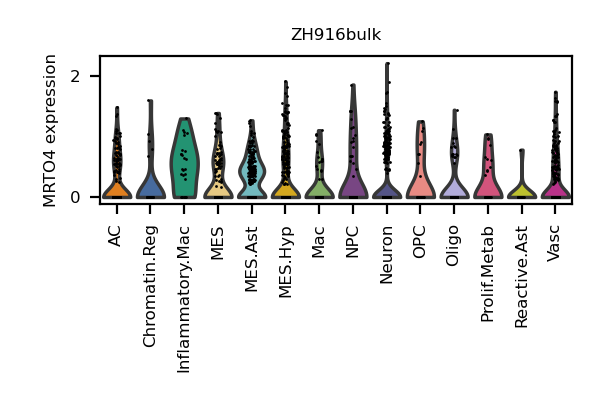 ZH916bulk
MRTO4 expression
2
0
AC
Chromatin.Reg
Inflammatory.Mac
MES
MES.Ast
MES.Hyp
Mac
NPC
Neuron
OPC
Oligo
Prolif.Metab
Reactive.Ast
Vasc